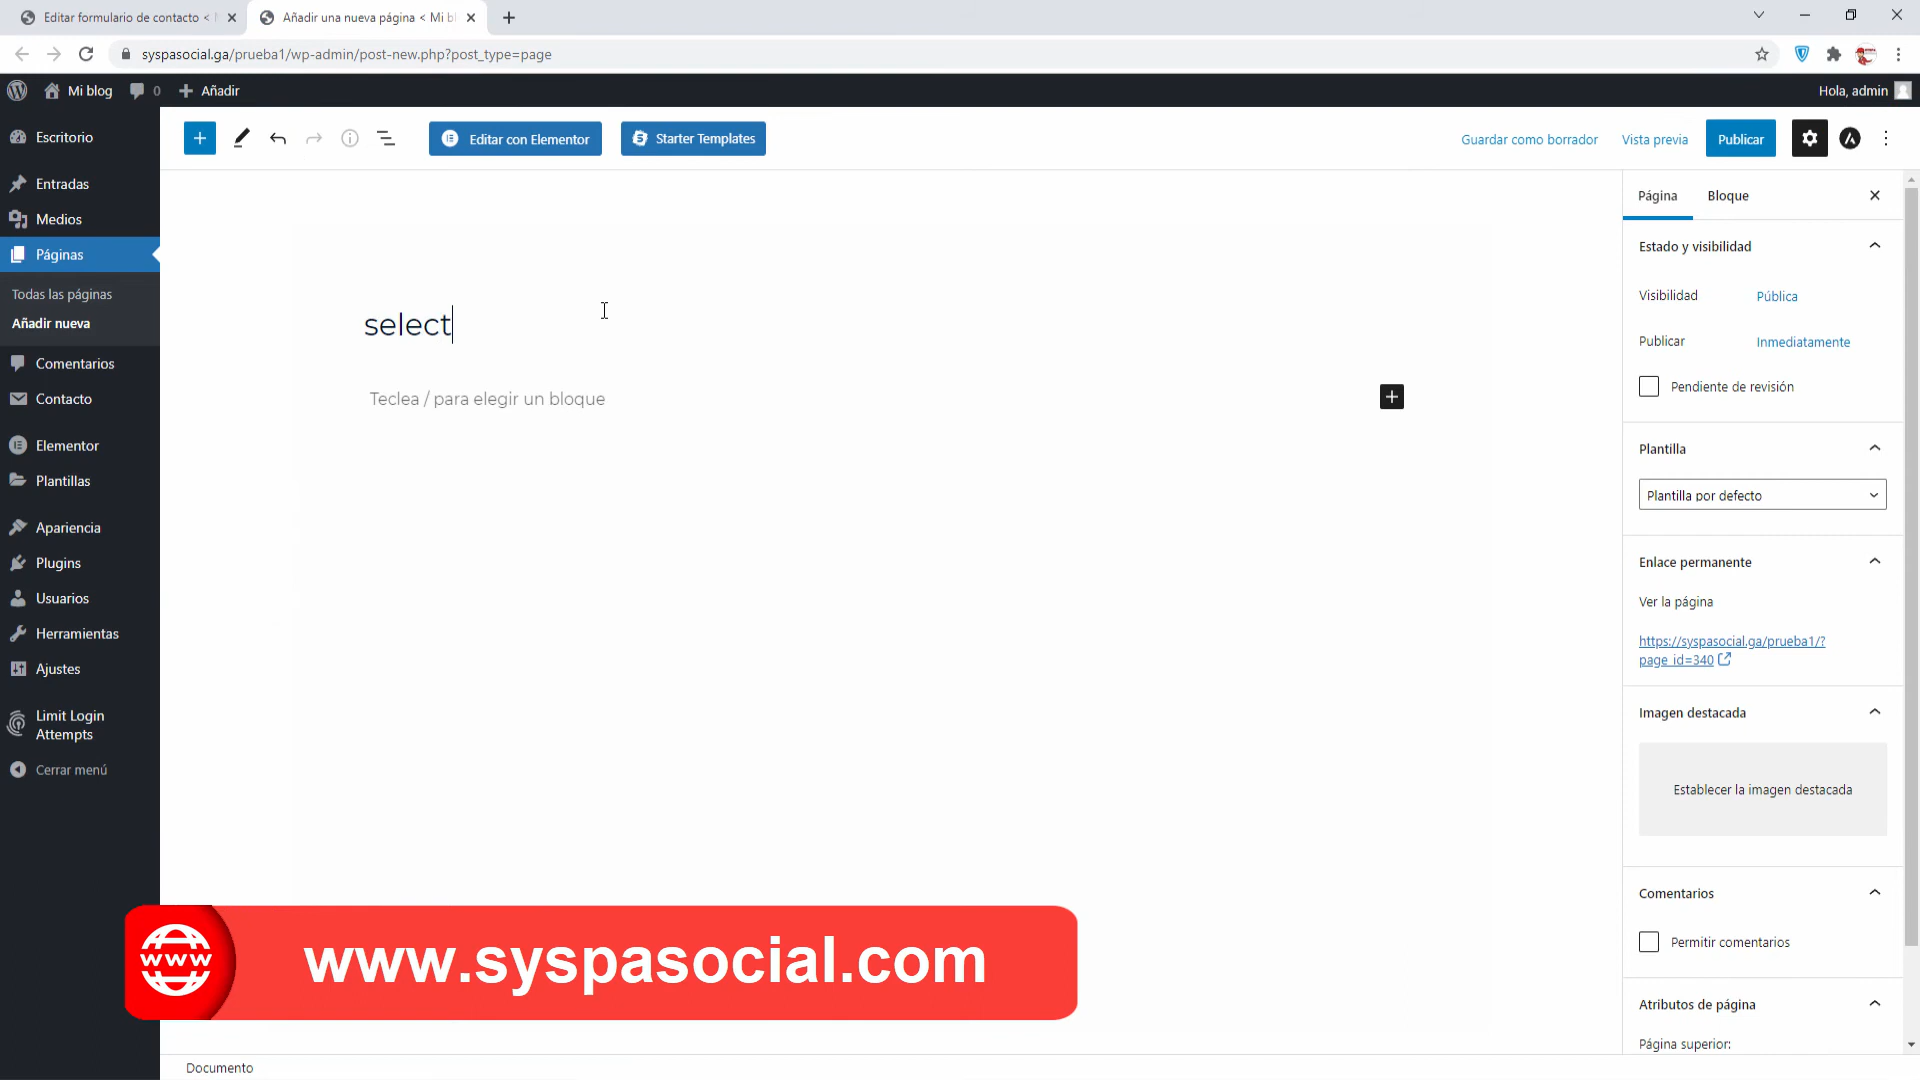 Editar formulario de contacto <
Añadir una nueva página < Mi bl
syspasocial.ga/prueba1/wp-admin/post-new.php?post_type=page
Mi blog
0
Añadir
Hola, admin
Escritorio
Entradas
Medios
Páginas
Todas las páginas
Añadir nueva
Comentarios
Contacto
Elementor
Plantillas
Apariencia
Plugins
Usuarios
Herramientas
Ajustes
Limit Login
Attempts
Cerrar menú
Editar con Elementor
Starter Templates
Guardar como borrador
Vista previa
Publicar
select
Teclea / para elegir un bloque
Página
Bloque
Estado y visibilidad
Visibilidad
Pública
Publicar
Inmediatamente
Pendiente de revisión
Plantilla
Plantilla por defecto
Enlace permanente
Ver la página
https://syspasocial.ga/prueba1/?
page_id=340
Imagen destacada
Establecer la imagen destacada
Comentarios
Permitir comentarios
Atributos de página
Página superior:
WWW
www.syspasocial.com
Documento